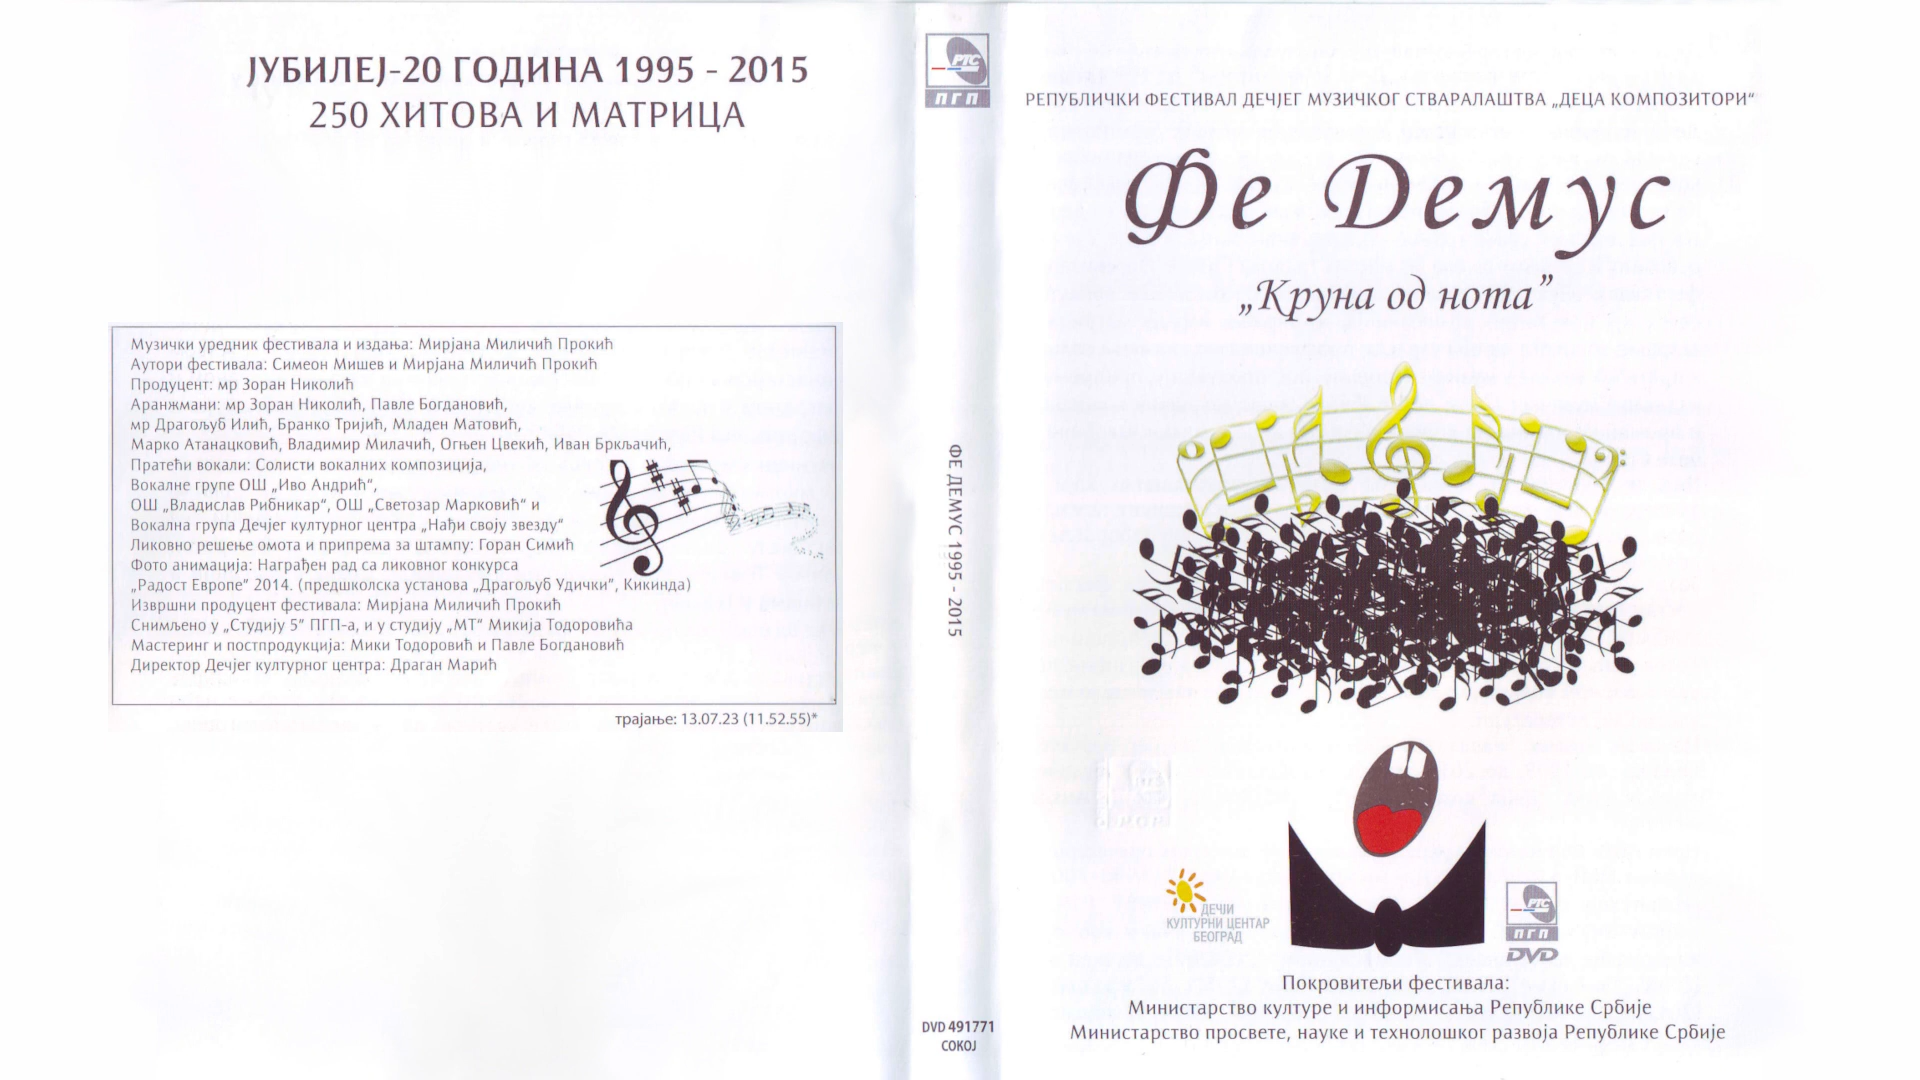 ЈУБИЛЕЈ-20 ГОДИНА 1995 - 2015
250 ХИТОВА И МАТРИЦА
Музички уредник фестивала и издања: Мирјана Миличић Прокић
Аутори фестивала: Симеон Мишев и Мирјана Миличић Прокић
Продуцент: мр Зоран Николић
Аранжмани: мр Зоран Николић, Павле Богдановић,
мр Драгољуб Илић, Бранко Тријић, Младен Матовић,
Марко Атанацковић, Владимир Милачић, Огњен Цвекић, Иван Бркљачић,
Пратећи вокали: Солисти вокалних композиција,
Вокалне групе ОШ „Иво Андрић“,
ОШ „Владислав Рибникар“, ОШ „Светозар Марковић“ и
Вокална група Дечјег културног центра „Нађи своју звезду“
Ликовно решење омота и припрема за штампу: Горан Симић
Фото анимација: Награђен рад са ликовног конкурса
„Радост Европе” 2014. (предшколска установа „Драгољуб Удички”, Кикинда)
Извршни продуцент фестивала: Мирјана Миличић Прокић
Снимљено у „Студију 5” ПГП-а, и у студију „МТ“ Микија Тодоровића
Мастеринг и постпродукција: Мики Тодоровић и Павле Богдановић
Директор Дечјег културног центра: Драган Марић
трајање: 13.07.23 (11.52.55)*
РТС
ПГП
ФЕ ДЕМУС 1995 - 2015
DVD 491771
СОКОЈ
РЕПУБЛИЧКИ ФЕСТИВАЛ ДЕЧЈЕГ МУЗИЧКОГ СТВАРАЛАШТВА „ДЕЦА КОМПОЗИТОРИ“
Фе Демус
„Круна од нота”
ДЕЧЈИ
КУЛТУРНИ ЦЕНТАР
БЕОГРАД
РТС
ПГП
DVD
Покровитељи фестивала:
Министарство културе и информисања Републике Србије
Министарство просвете, науке и технолошког развоја Републике Србије